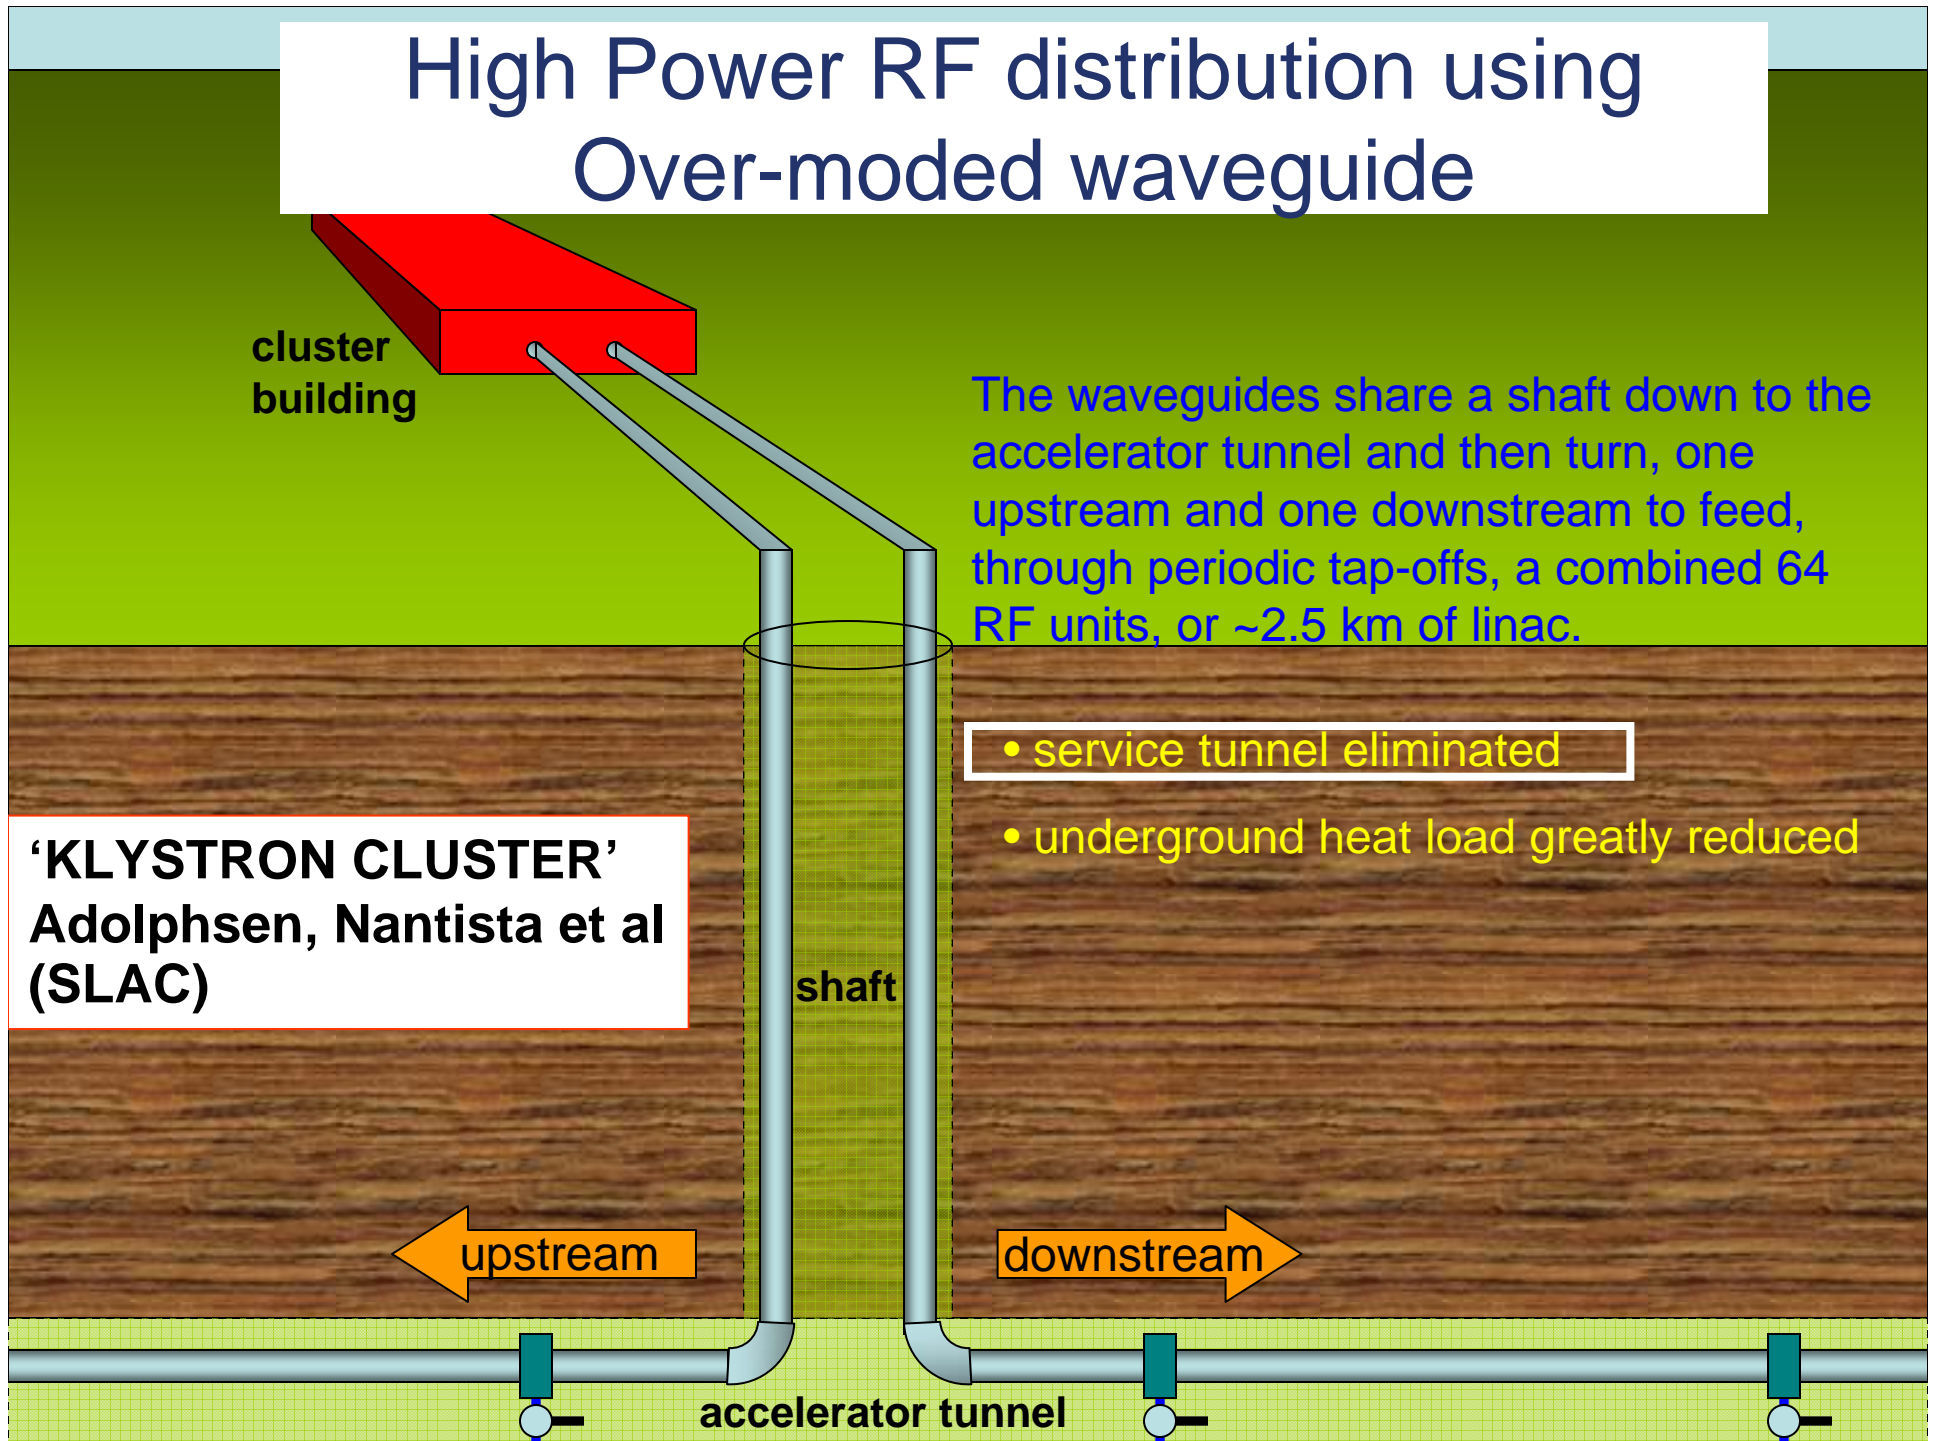 High Power RF distribution using
Over-moded waveguide
cluster
building
The waveguides share a shaft down to the
accelerator tunnel and then turn, one
upstream and one downstream to feed,
through periodic tap-offs, a combined 64
RF units, or ~2.5 km of linac.
• service tunnel eliminated
• underground heat load greatly reduced
‘KLYSTRON CLUSTER’
Adolphsen, Nantista et al
(SLAC)
shaft
upstream
downstream
accelerator tunnel